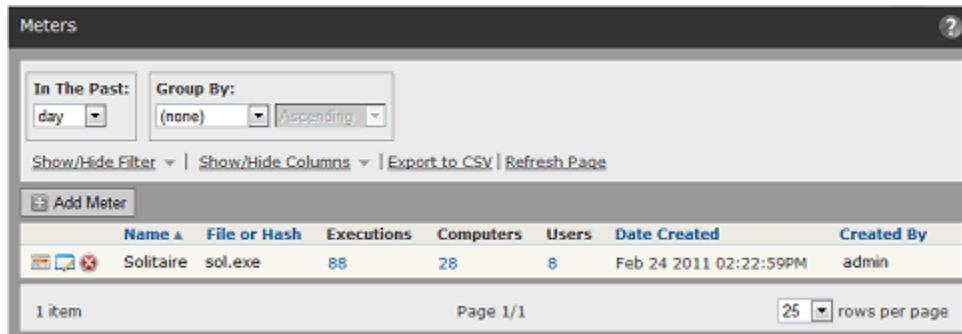 Meters ?
In The Past: Group By:
day (none) Ascending
Show/Hide Filter | Show/Hide Columns | Export to CSV | Refresh Page
Add Meter
Name File or Hash Executions Computers Users Date Created Created By
Solitaire sol.exe 88 28 8 Feb 24 2011 02:22:59PM admin
1 item Page 1/1 25 rows per page